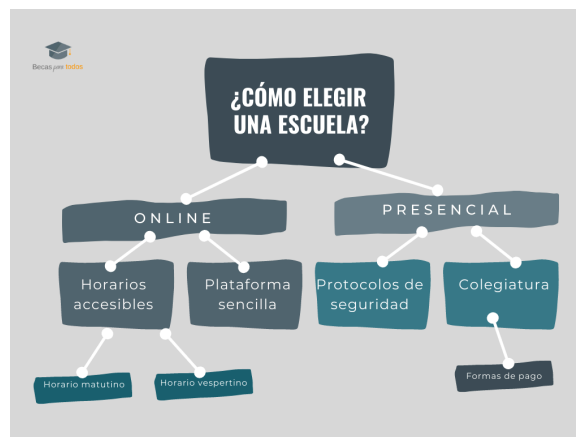 Becas para todos
¿CÓMO ELEGIR
UNA ESCUELA?
ONLINE
PRESENCIAL
Horarios
accesibles
Plataforma
sencilla
Protocolos de
seguridad
Colegiatura
Horario matutino
Horario vespertino
Formas de pago